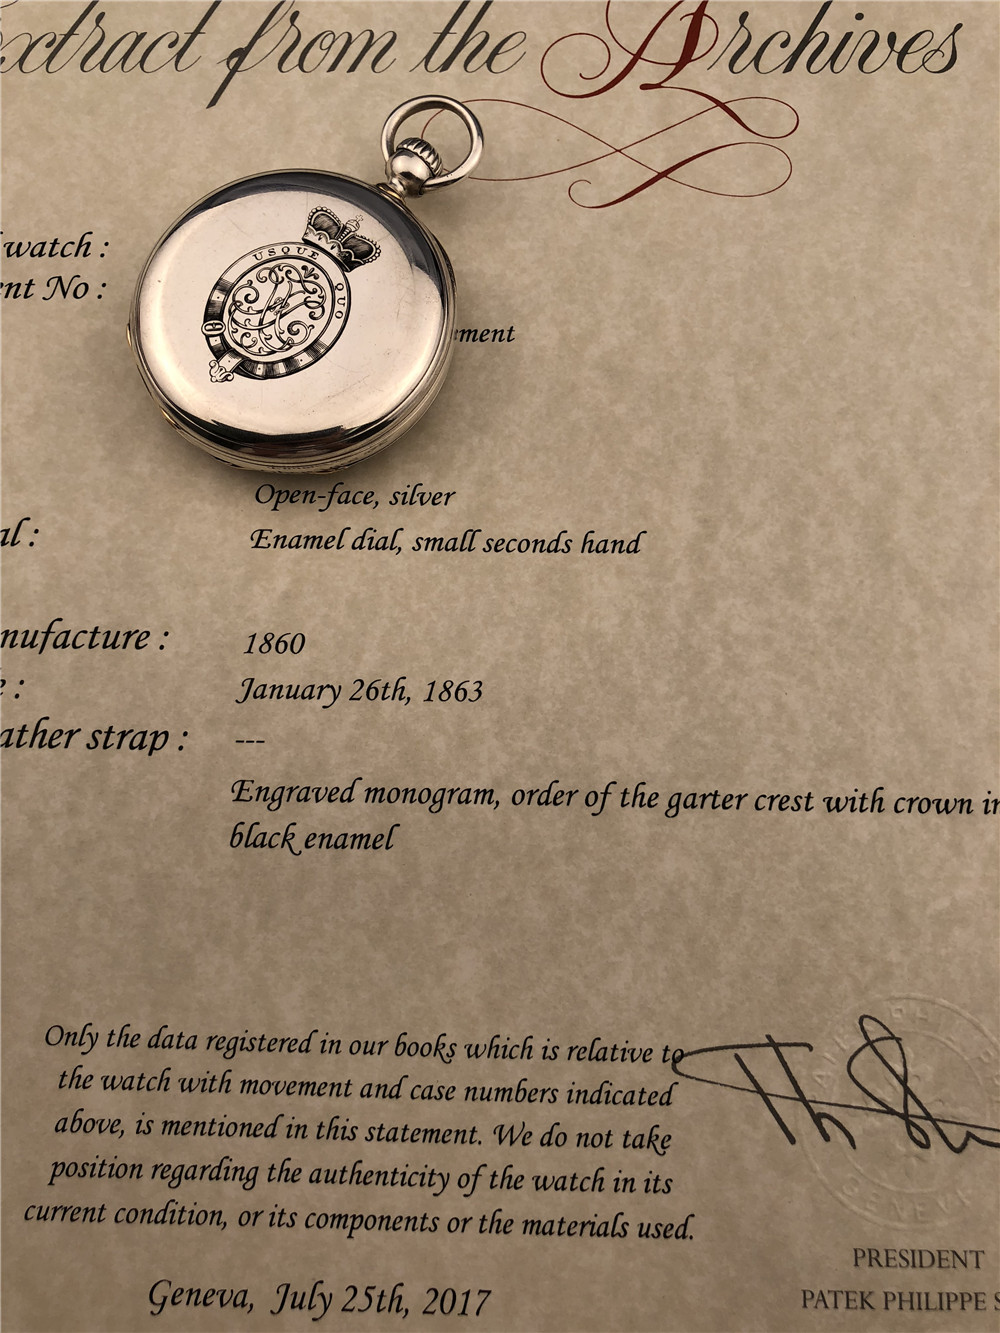 xtract from the Archives
watch :
nt No :
ement
USQUE QUO
Open-face, silver
al : Enamel dial, small seconds hand
nufacture : 1860
e : January 26th, 1863
ather strap : ---
Engraved monogram, order of the garter crest with crown in
black enamel
Only the data registered in our books which is relative to
the watch with movement and case numbers indicated
above, is mentioned in this statement. We do not take
position regarding the authenticity of the watch in its
current condition, or its components or the materials used.
GENEVA
PRESIDENT
PATEK PHILIPPE S
Geneva, July 25th, 2017